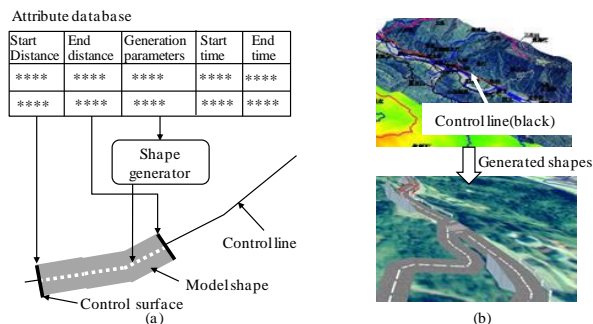 Attribute database
Start Distance
End distance
Generation parameters
Start time
End time
**** **** **** **** ****
**** **** **** **** ****
Shape generator
Control line
Model shape
Control surface
(a)
Control line(black)
Generated shapes
(b)